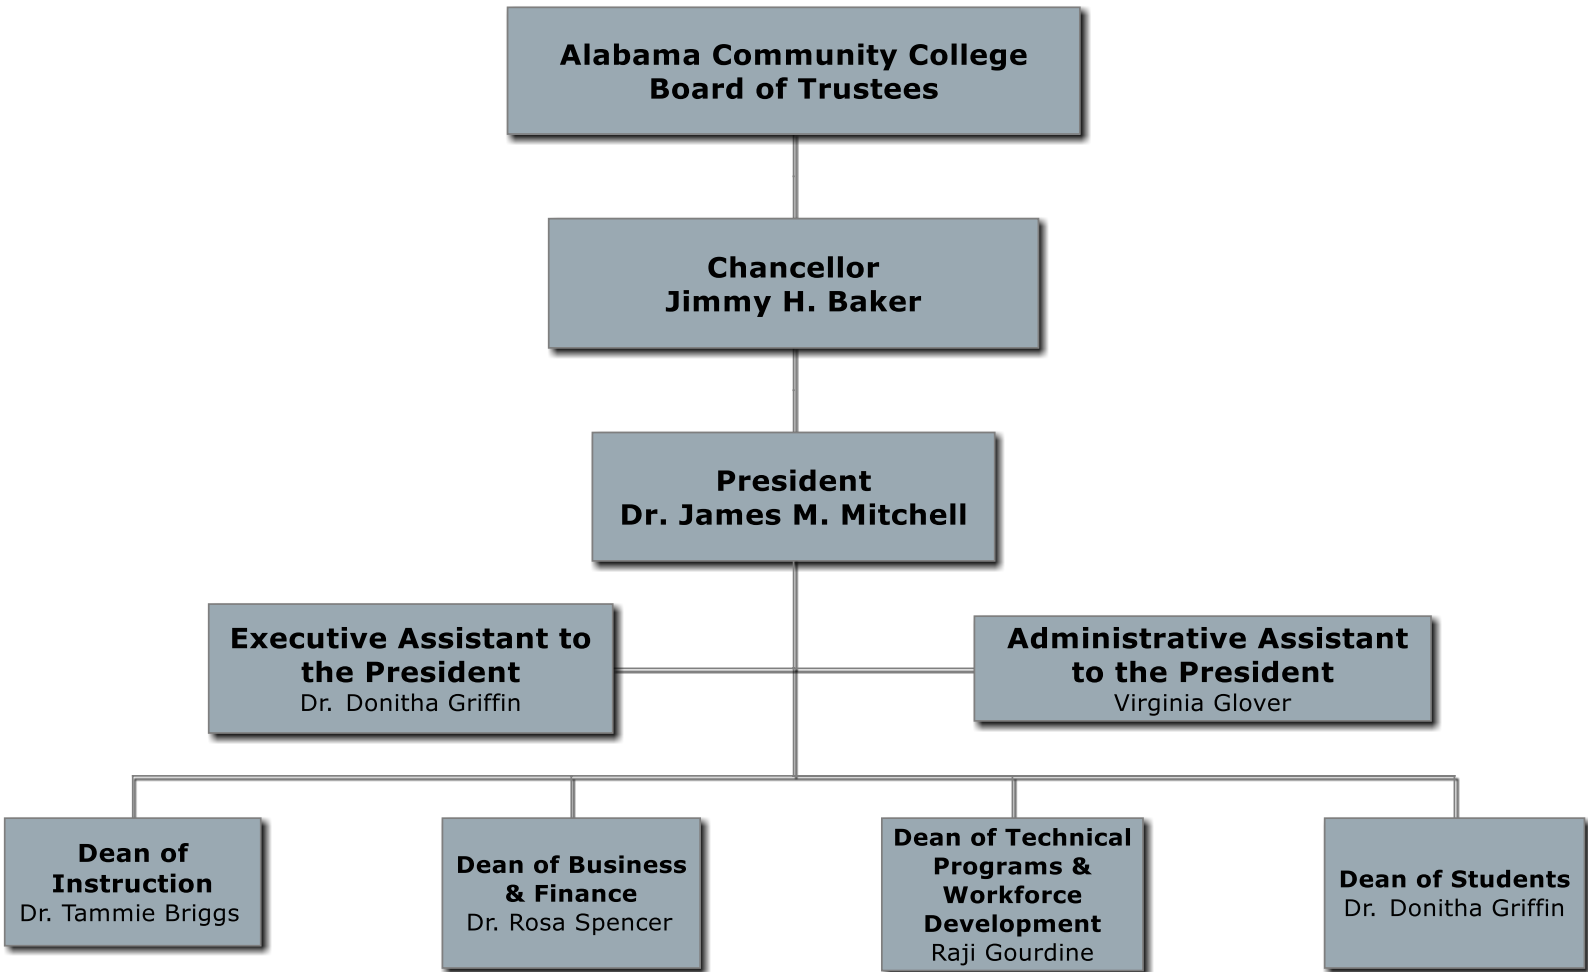 Alabama Community College
Board of Trustees
Chancellor
Jimmy H. Baker
President
Dr. James M. Mitchell
Executive Assistant to
the President
Dr. Donitha Griffin
Administrative Assistant
to the President
Virginia Glover
Dean of
Instruction
Dr. Tammie Briggs
Dean of Business
& Finance
Dr. Rosa Spencer
Dean of Technical
Programs &
Workforce
Development
Raji Gourdine
Dean of Students
Dr. Donitha Griffin